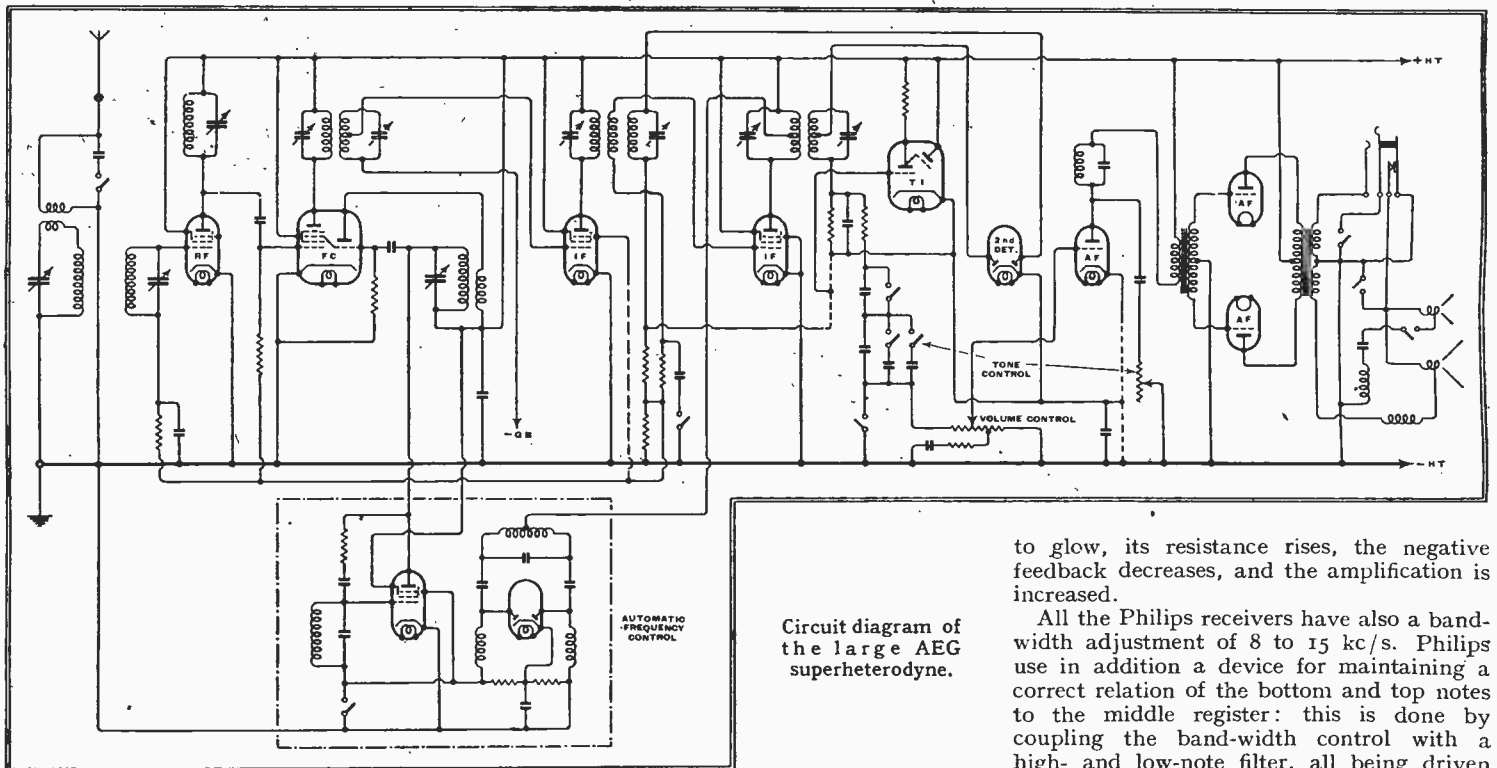 +HT
RF
FC
IF
IF
TI
2nd
DET.
AF
AF
AF
TONE
CONTROL
VOLUME CONTROL
-GB
-HT
AUTOMATIC
-FREQUENCY
CONTROL
Circuit diagram of
the large AEG
superheterodyne.
to glow, its resistance rises, the negative
feedback decreases, and the amplification is
increased.
All the Philips receivers have also a band-
width adjustment of 8 to 15 kc/s. Philips
use in addition a device for maintaining a
correct relation of the bottom and top notes
to the middle register: this is done by
coupling the band-width control with a
high- and low-note filter, all being driven